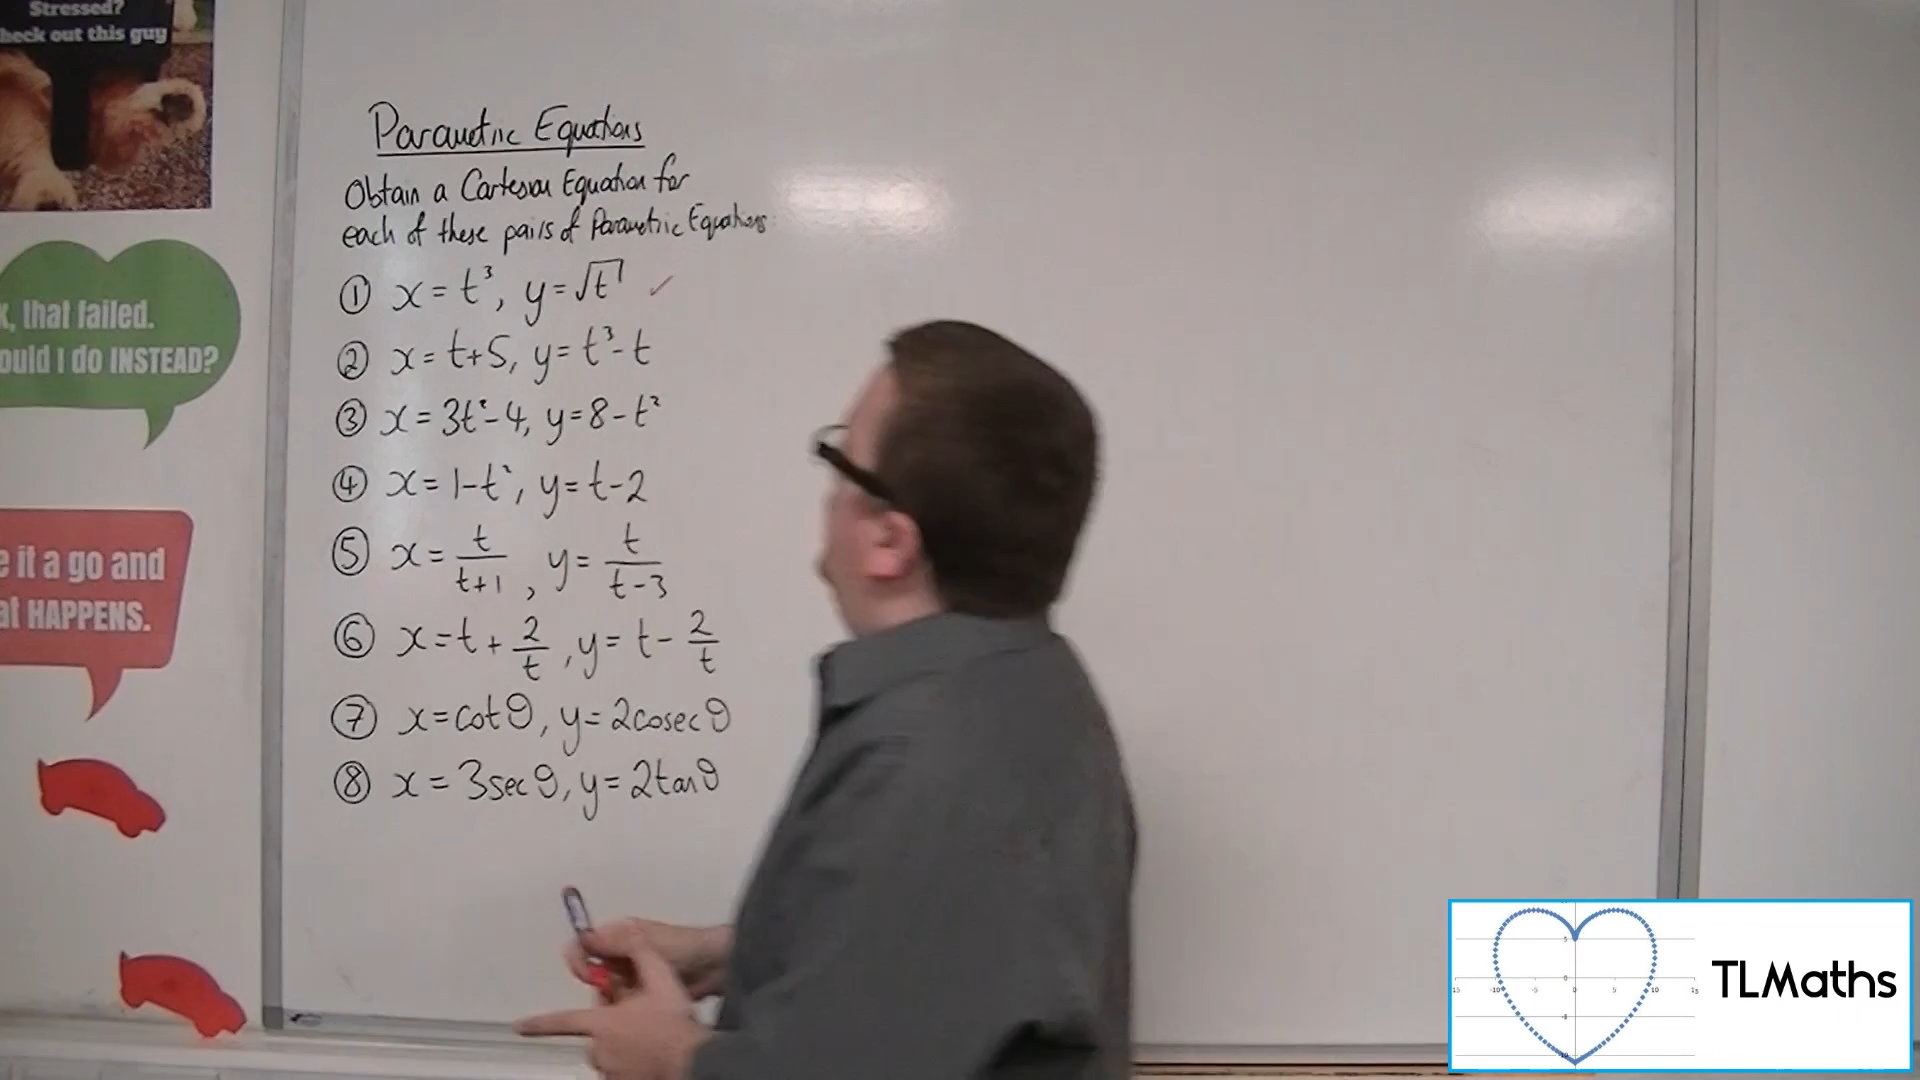 Stressed?
heck out this guy
k, that failed.
ould I do INSTEAD?
e it a go and
at HAPPENS.
Parametric Equations
Obtain a Cartesian Equation for
each of these pairs of Parametric Equations:
① x = t³, y = √t ✓
② x = t+5, y = t³-t
③ x = 3t²-4, y = 8-t²
④ x = 1-t², y = t-2
⑤ x = t/(t+1), y = t/(t-3)
⑥ x = t + 2/t, y = t - 2/t
⑦ x = cotθ, y = 2cosecθ
⑧ x = 3secθ, y = 2tanθ
TLMaths